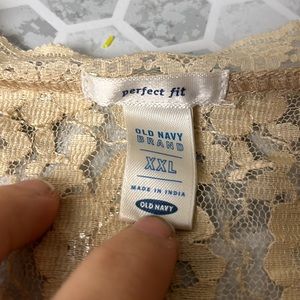 perfect fit
OLD NAVY
BRAND
XXL
MADE IN INDIA
OLD NAVY